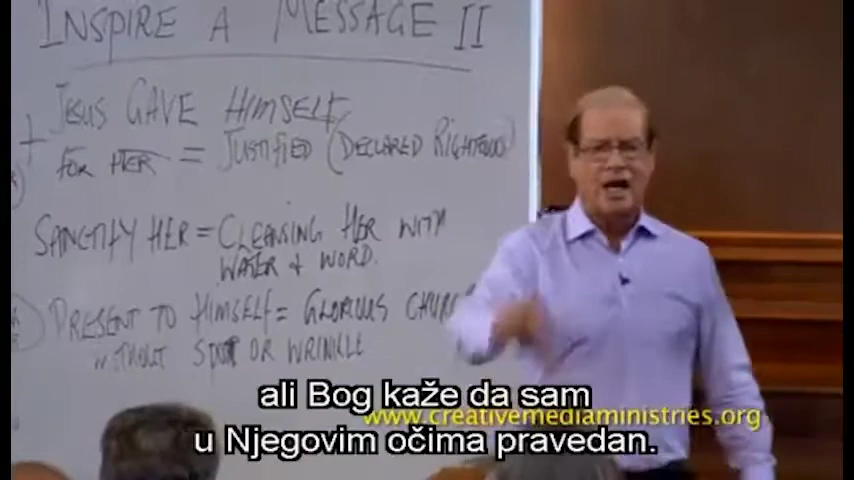 INSPIRE A MESSAGE II
+ JESUS GAVE HIMSELF
FOR HER = JUSTIFIED (DECLARED RIGHTEOUS)
SANCTIFY HER = CLEANSING HER WITH
WATER & WORD.
PRESENT TO HIMSELF = GLORIOUS CHURC
WITHOUT SPOT OR WRINKLE
ali Bog kaže da sam
www.creativemediaministries.org
u Njegovim očima pravedan.